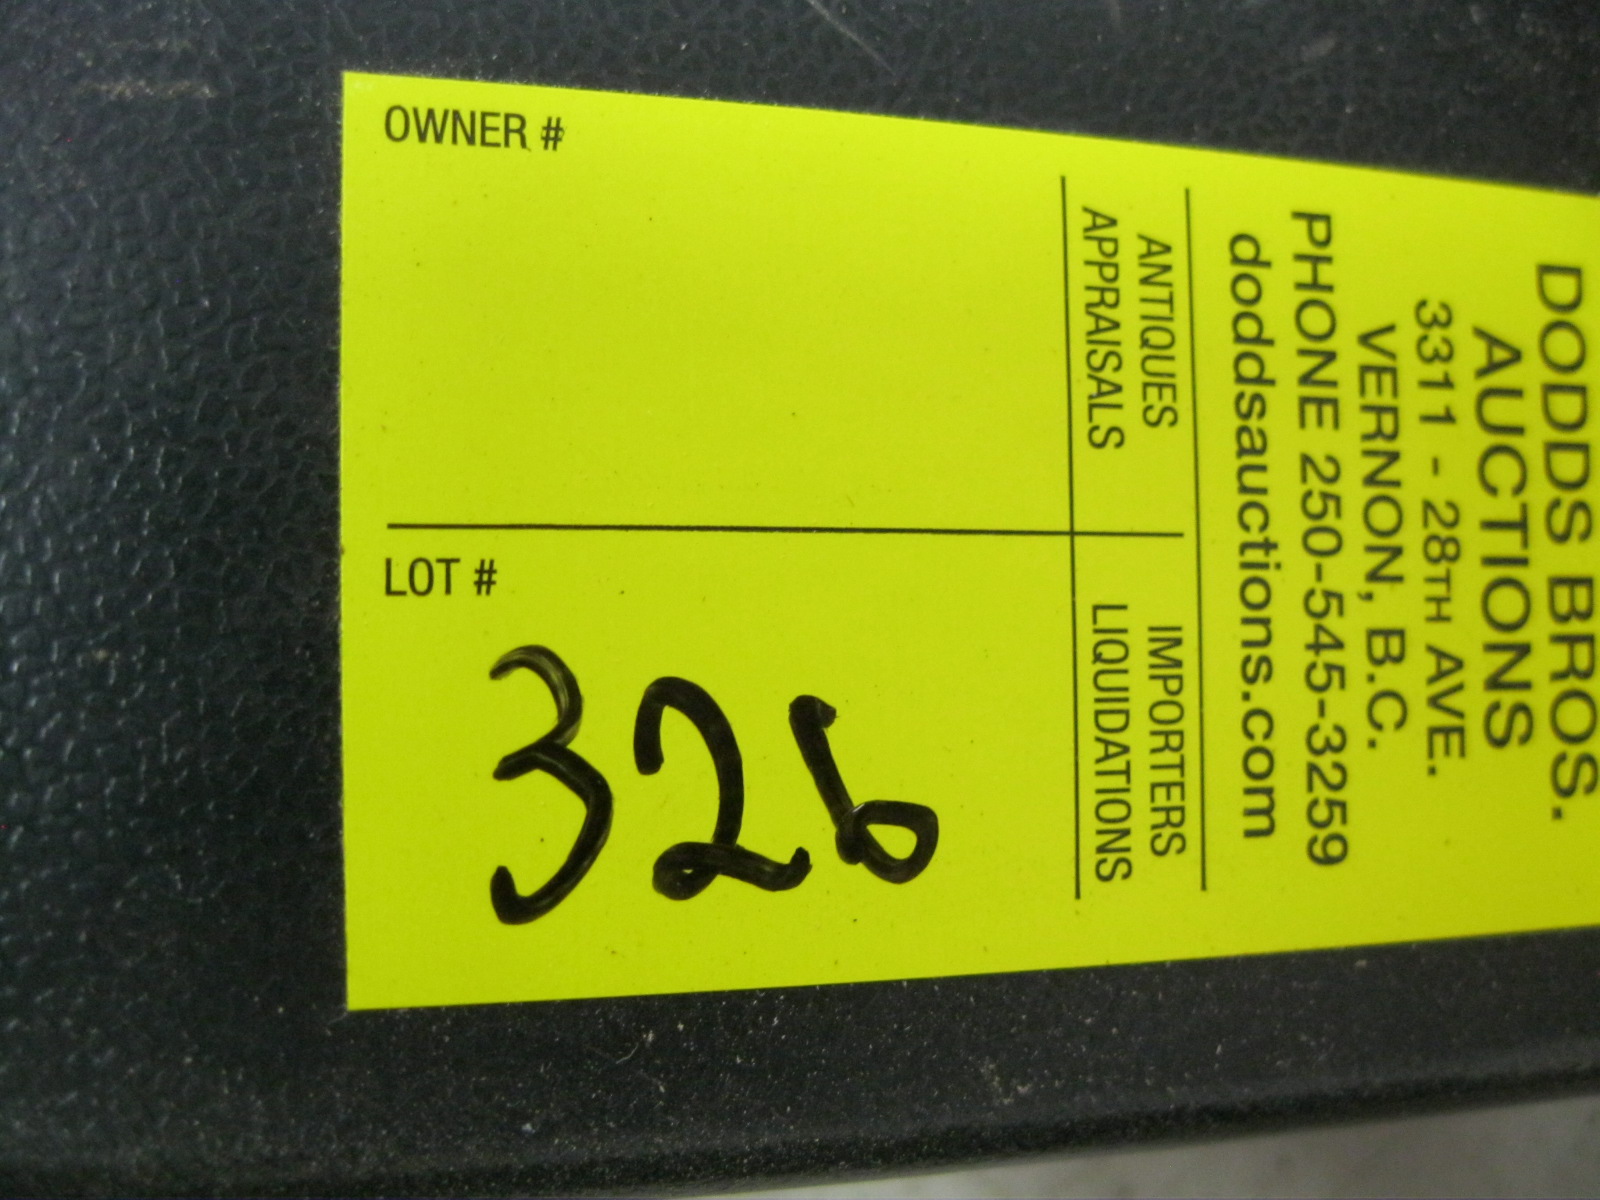 DODDS BROS.
AUCTIONS
3311 - 28TH AVE.
VERNON, B.C.
PHONE 250-545-3259
doddsauctions.com
ANTIQUES
APPRAISALS
IMPORTERS
LIQUIDATIONS
OWNER #
LOT #
326